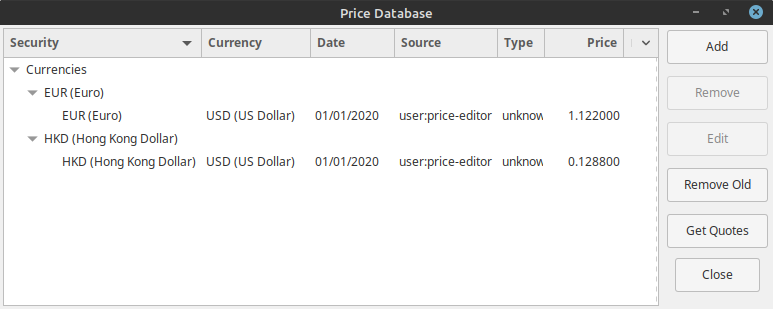 Price Database
Security Currency Date Source Type Price
Currencies
EUR (Euro)
EUR (Euro) USD (US Dollar) 01/01/2020 user:price-editor unknow 1.122000
HKD (Hong Kong Dollar)
HKD (Hong Kong Dollar) USD (US Dollar) 01/01/2020 user:price-editor unknow 0.128800
Add
Remove
Edit
Remove Old
Get Quotes
Close